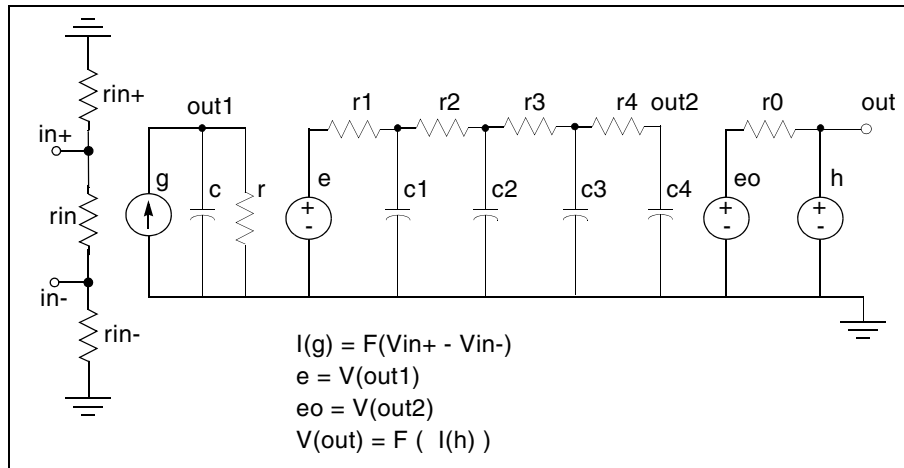 rin+
out1
r1
r2
r3
r4
out2
r0
out
in+
g
c
r
e
c1
c2
c3
c4
eo
h
rin
in-
rin-
+
-
+
-
+
-
I(g) = F(Vin+ - Vin-)
e = V(out1)
eo = V(out2)
V(out) = F ( I(h) )